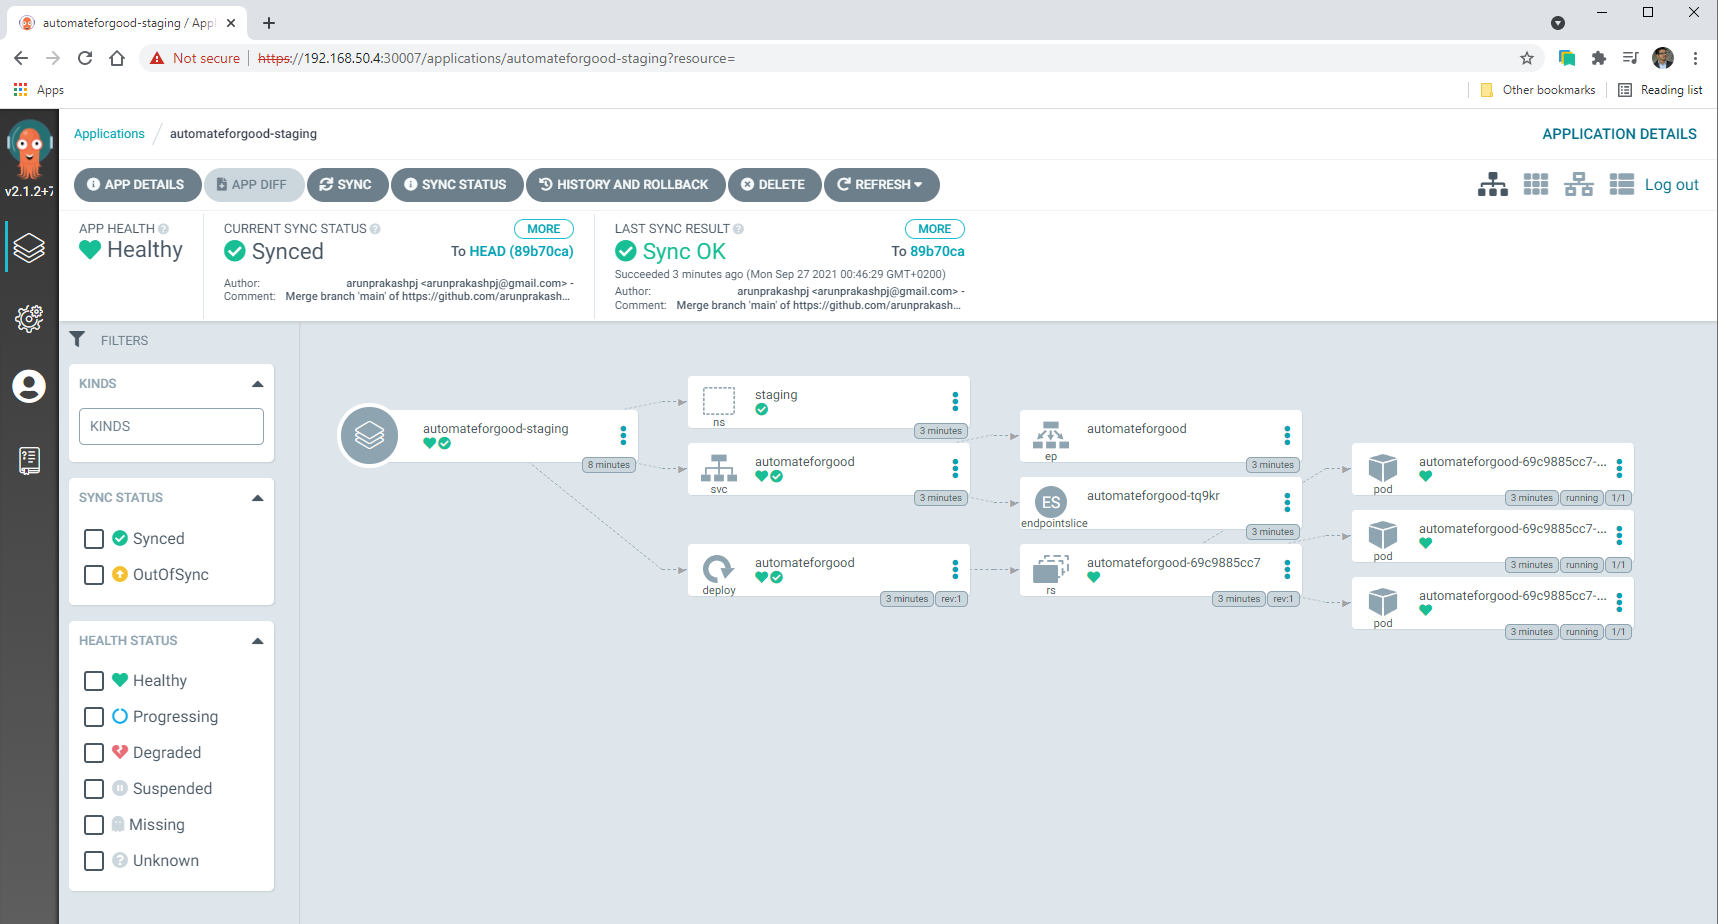 automateforgood-staging / Appl
Not secure
https://192.168.50.4:30007/applications/automateforgood-staging?resource=
Apps
Other bookmarks
Reading list
v2.1.2+7
Applications
automateforgood-staging
APPLICATION DETAILS
APP DETAILS
APP DIFF
SYNC
SYNC STATUS
HISTORY AND ROLLBACK
DELETE
REFRESH
Log out
APP HEALTH
Healthy
CURRENT SYNC STATUS
MORE
Synced
To HEAD (89b70ca)
Author: arunprakashpj <arunprakashpj@gmail.com> -
Comment: Merge branch 'main' of https://github.com/arunprakash...
LAST SYNC RESULT
MORE
Sync OK
To 89b70ca
Succeeded 3 minutes ago (Mon Sep 27 2021 00:46:29 GMT+0200)
Author: arunprakashpj <arunprakashpj@gmail.com> -
Comment: Merge branch 'main' of https://github.com/arunprakash...
FILTERS
KINDS
KINDS
SYNC STATUS
Synced
OutOfSync
HEALTH STATUS
Healthy
Progressing
Degraded
Suspended
Missing
Unknown
automateforgood-staging
8 minutes
staging
ns
3 minutes
automateforgood
svc
3 minutes
automateforgood
deploy
3 minutes
rev:1
automateforgood
ep
3 minutes
ES
automateforgood-tq9kr
endpointslice
3 minutes
automateforgood-69c9885cc7
rs
3 minutes
rev:1
automateforgood-69c9885cc7-...
pod
3 minutes
running
1/1
automateforgood-69c9885cc7-...
pod
3 minutes
running
1/1
automateforgood-69c9885cc7-...
pod
3 minutes
running
1/1